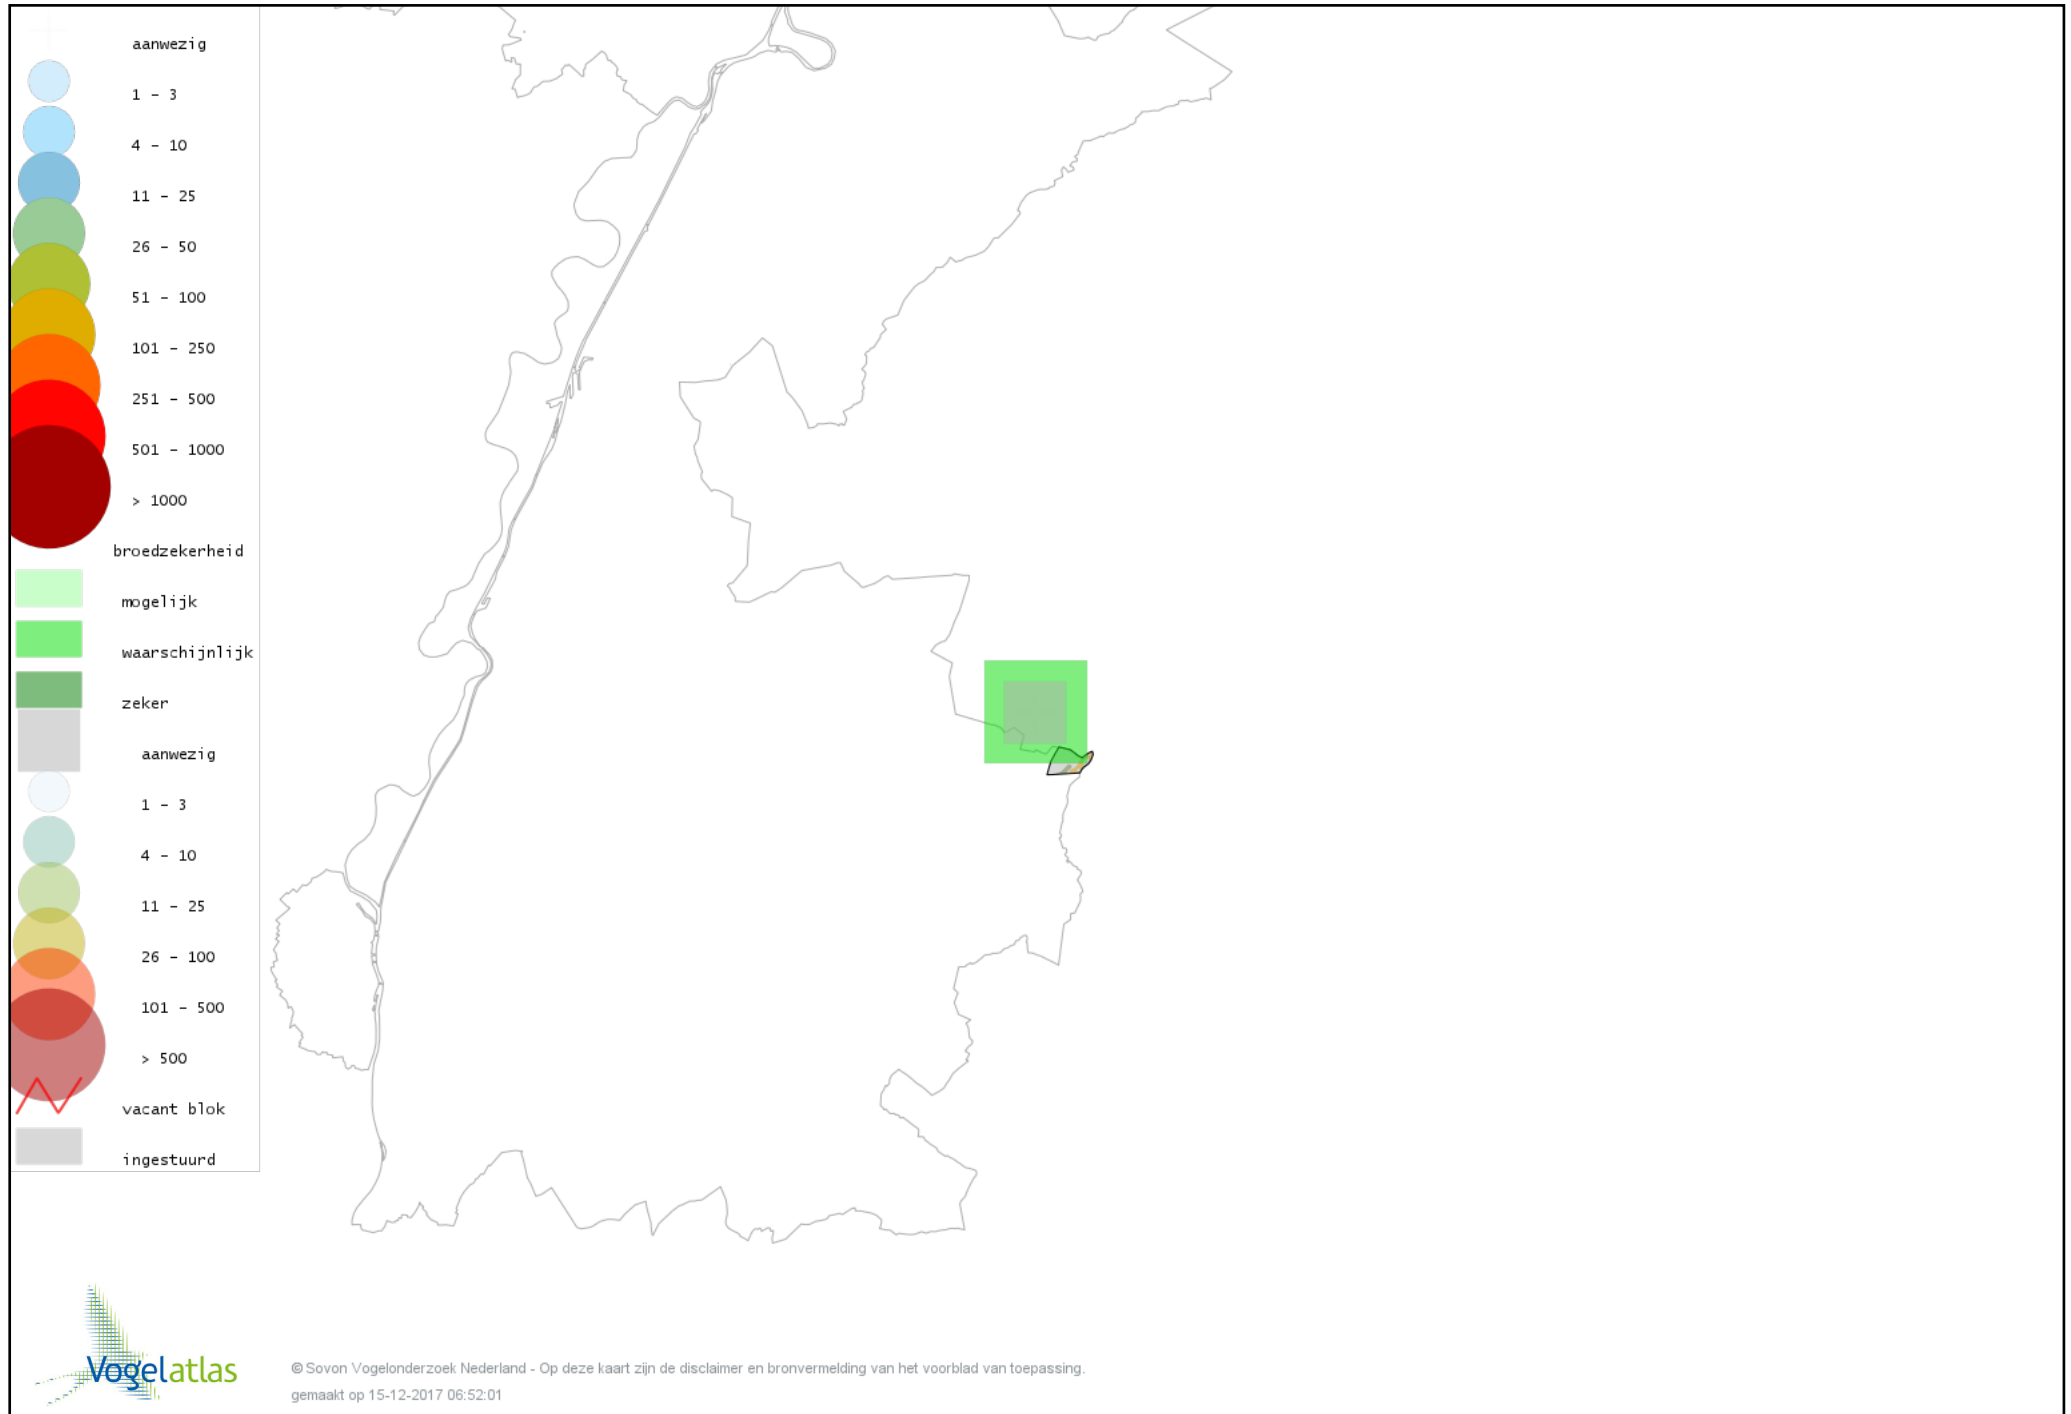 aanwezig
1 - 3
4 - 10
11 - 25
26 - 50
51 - 100
101 - 250
251 - 500
501 - 1000
> 1000
broedzekerheid
mogelijk
waarschijnlijk
zeker
aanwezig
1 - 3
4 - 10
11 - 25
26 - 100
101 - 500
> 500
vacant blok
ingestuurd
Vogelatlas
© Sovon Vogelonderzoek Nederland - Op deze kaart zijn de disclaimer en bronvermelding van het voorblad van toepassing.
gemaakt op 15-12-2017 06:52:01